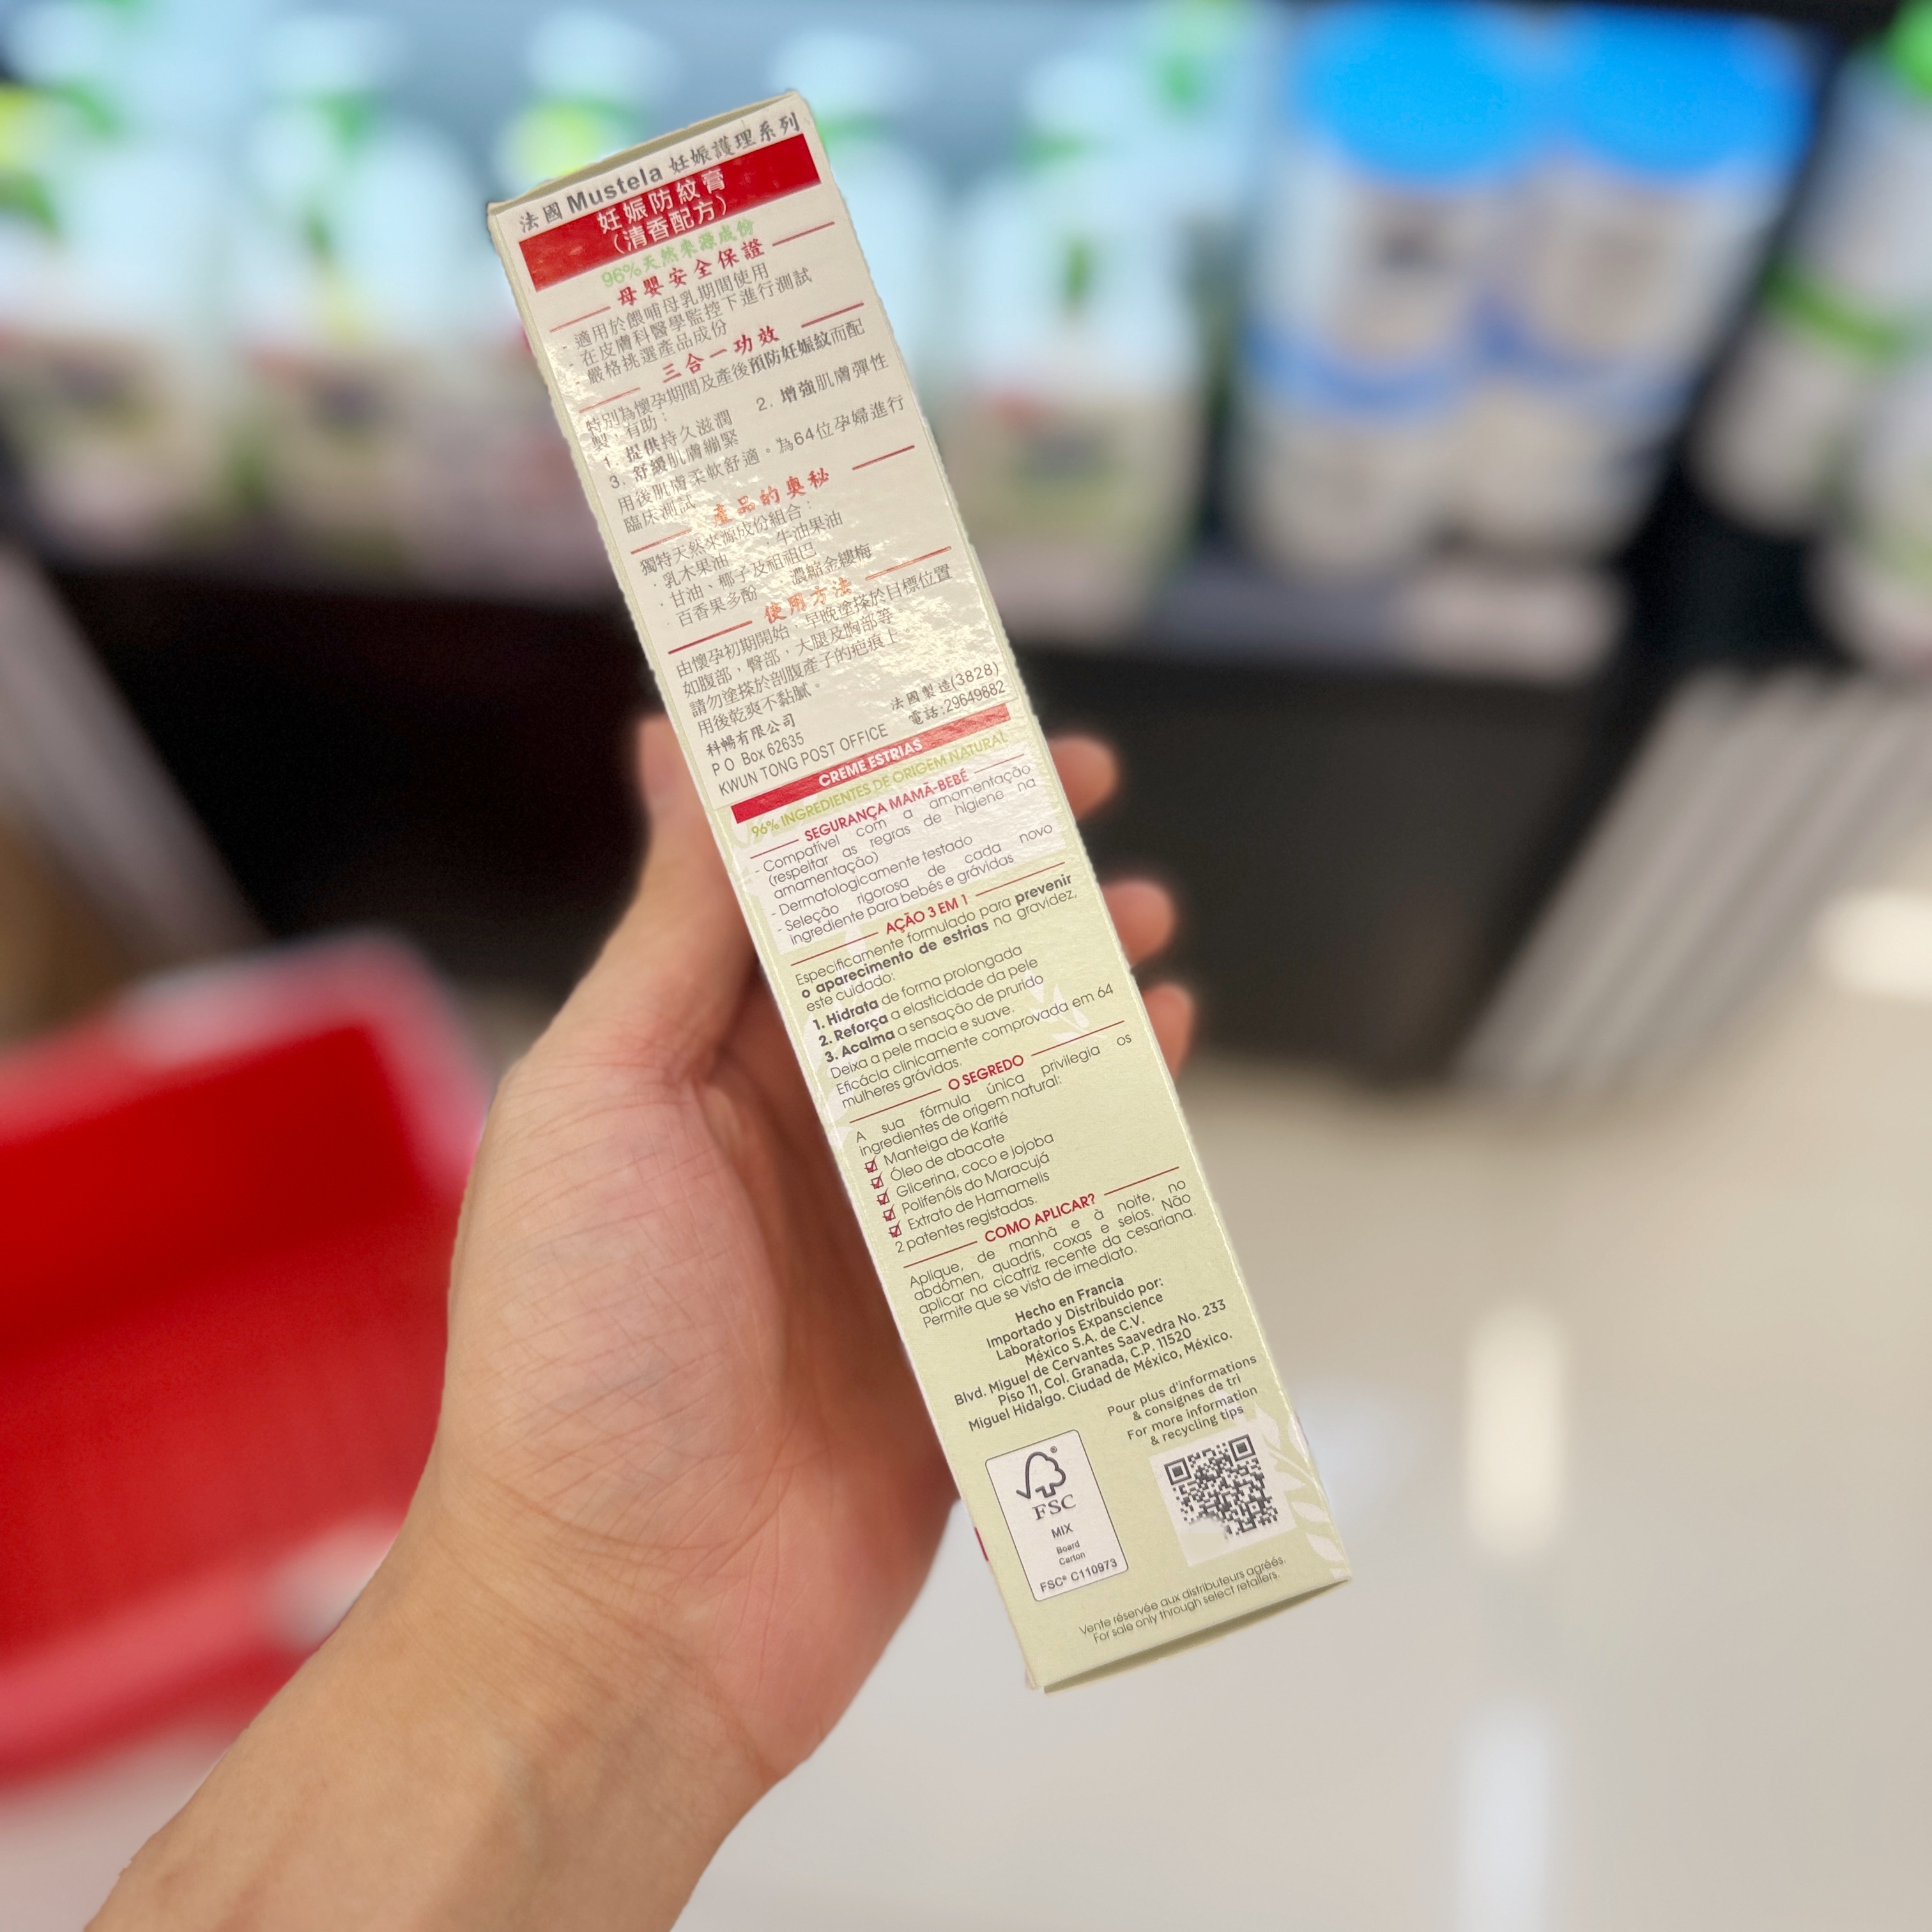 法國 Mustela 妊娠護理系列
妊娠防紋膏
（清香配方）
96%天然來源成份
母嬰安全保證
- 適用於餵哺母乳期間使用
- 在皮膚科醫學監控下進行測試
- 嚴格挑選產品成份
三合一功效
特別為懷孕期間及產後預防妊娠紋而配
製，有助：
1. 提供持久滋潤 2. 增強肌膚彈性
3. 舒緩肌膚繃緊
用後肌膚柔軟舒適。為64位孕婦進行
臨床測試
產品的奧秘
獨特天然來源成份組合：
· 乳木果油 · 牛油果油
· 甘油、椰子及祖祖巴
· 百香果多酚 · 濃縮金縷梅
使用方法
由懷孕初期開始，早晚塗搽於目標位置
如腹部，臀部，大腿及胸部等
請勿塗搽於剖腹產子的疤痕上
用後乾爽不黏膩。
科暢有限公司 法國製造(3828)
P O Box 62635 電話:29649882
KWUN TONG POST OFFICE
CREME ESTRIAS
96% INGREDIENTES DE ORIGEM NATURAL
SEGURANÇA MAMÃ-BEBÉ
- Compatível com a amamentação
(respeitar as regras de higiene na
amamentação)
- Dermatologicamente testado
- Seleção rigorosa de cada novo
ingrediente para bebés e grávidas
AÇÃO 3 EM 1
Especificamente formulado para prevenir
o aparecimento de estrias na gravidez,
este cuidado:
1. Hidrata de forma prolongada
2. Reforça a elasticidade da pele
3. Acalma a sensação de prurido
Deixa a pele macia e suave.
Eficácia clinicamente comprovada em 64
mulheres grávidas.
O SEGREDO
A sua fórmula única privilegia os
ingredientes de origem natural:
Manteiga de Karité
Óleo de abacate
Glicerina, coco e jojoba
Polifenóis do Maracujá
Extrato de Hamamelis
2 patentes registadas.
COMO APLICAR?
Aplique, de manhã e à noite, no
abdómen, quadris, coxas e seios. Não
aplicar na cicatriz recente da cesariana.
Permite que se vista de imediato.
Hecho en Francia
Importado y Distribuido por:
Laboratorios Expanscience
México S.A. de C.V.
Blvd. Miguel de Cervantes Saavedra No. 233
Piso 11, Col. Granada, C.P. 11520
Miguel Hidalgo, Ciudad de México, México.
Pour plus d'informations
& consignes de tri
For more information
& recycling tips
FSC
MIX
Board
Carton
FSC® C110973
Vente réservée aux distributeurs agréés.
For sale only through select retailers.